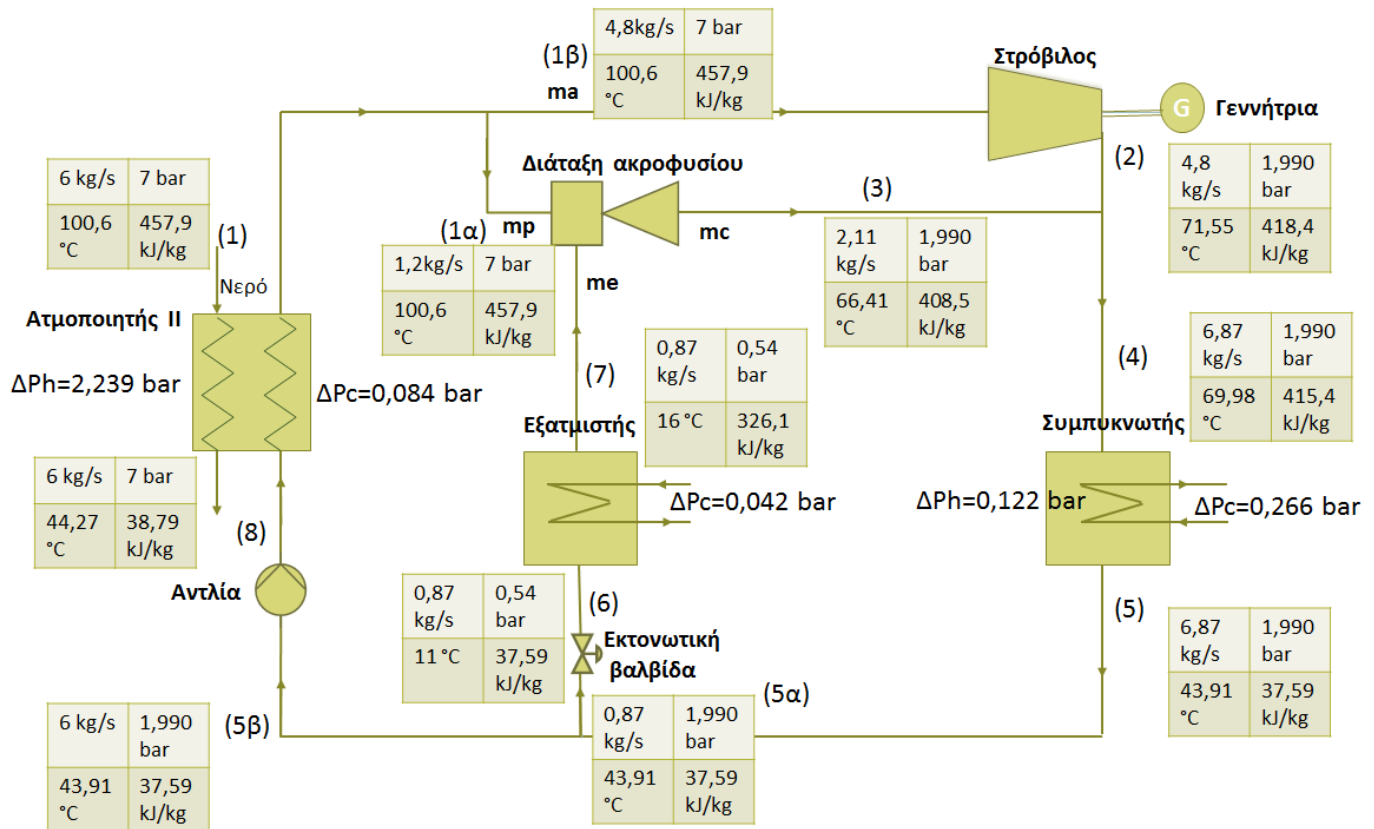 4,8kg/s 7 bar
100,6 °C 457,9 kJ/kg
(1β)
ma
Στρόβιλος
G
Γεννήτρια
(2)
4,8 kg/s 1,990 bar
71,55 °C 418,4 kJ/kg
6 kg/s 7 bar
100,6 °C 457,9 kJ/kg
(1)
Νερό
Διάταξη ακροφυσίου
(1α)
mp
mc
(3)
1,2kg/s 7 bar
100,6 °C 457,9 kJ/kg
me
2,11 kg/s 1,990 bar
66,41 °C 408,5 kJ/kg
Ατμοποιητής ΙΙ
ΔPh=2,239 bar
ΔPc=0,084 bar
(7)
0,87 kg/s 0,54 bar
16 °C 326,1 kJ/kg
(4)
6,87 kg/s 1,990 bar
69,98 °C 415,4 kJ/kg
Εξατμιστής
ΔPc=0,042 bar
Συμπυκνωτής
ΔPh=0,122 bar
ΔPc=0,266 bar
6 kg/s 7 bar
44,27 °C 38,79 kJ/kg
(8)
Αντλία
0,87 kg/s 0,54 bar
11 °C 37,59 kJ/kg
(6)
Εκτονωτική
βαλβίδα
(5)
6,87 kg/s 1,990 bar
43,91 °C 37,59 kJ/kg
6 kg/s 1,990 bar
43,91 °C 37,59 kJ/kg
(5β)
0,87 kg/s 1,990 bar
43,91 °C 37,59 kJ/kg
(5α)